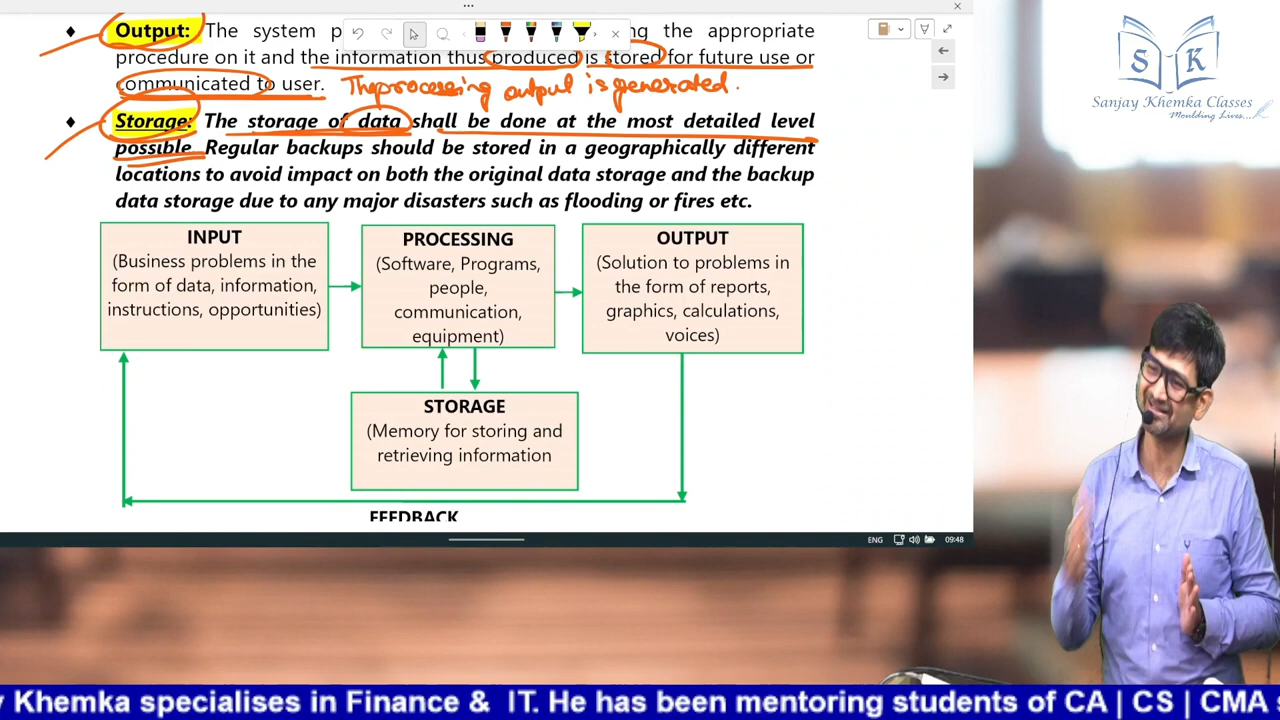 Output: The system p ng the appropriate
procedure on it and the information thus produced is stored for future use or
communicated to user. The processing output is generated.
Storage: The storage of data shall be done at the most detailed level
possible. Regular backups should be stored in a geographically different
locations to avoid impact on both the original data storage and the backup
data storage due to any major disasters such as flooding or fires etc.
INPUT
(Business problems in the
form of data, information,
instructions, opportunities)
PROCESSING
(Software, Programs,
people,
communication,
equipment)
OUTPUT
(Solution to problems in
the form of reports,
graphics, calculations,
voices)
STORAGE
(Memory for storing and
retrieving information
FEEDBACK
ENG 09:48
S K
Sanjay Khemka Classes
Moulding Lives...
y Khemka specialises in Finance & IT. He has been mentoring students of CA | CS | CMA s